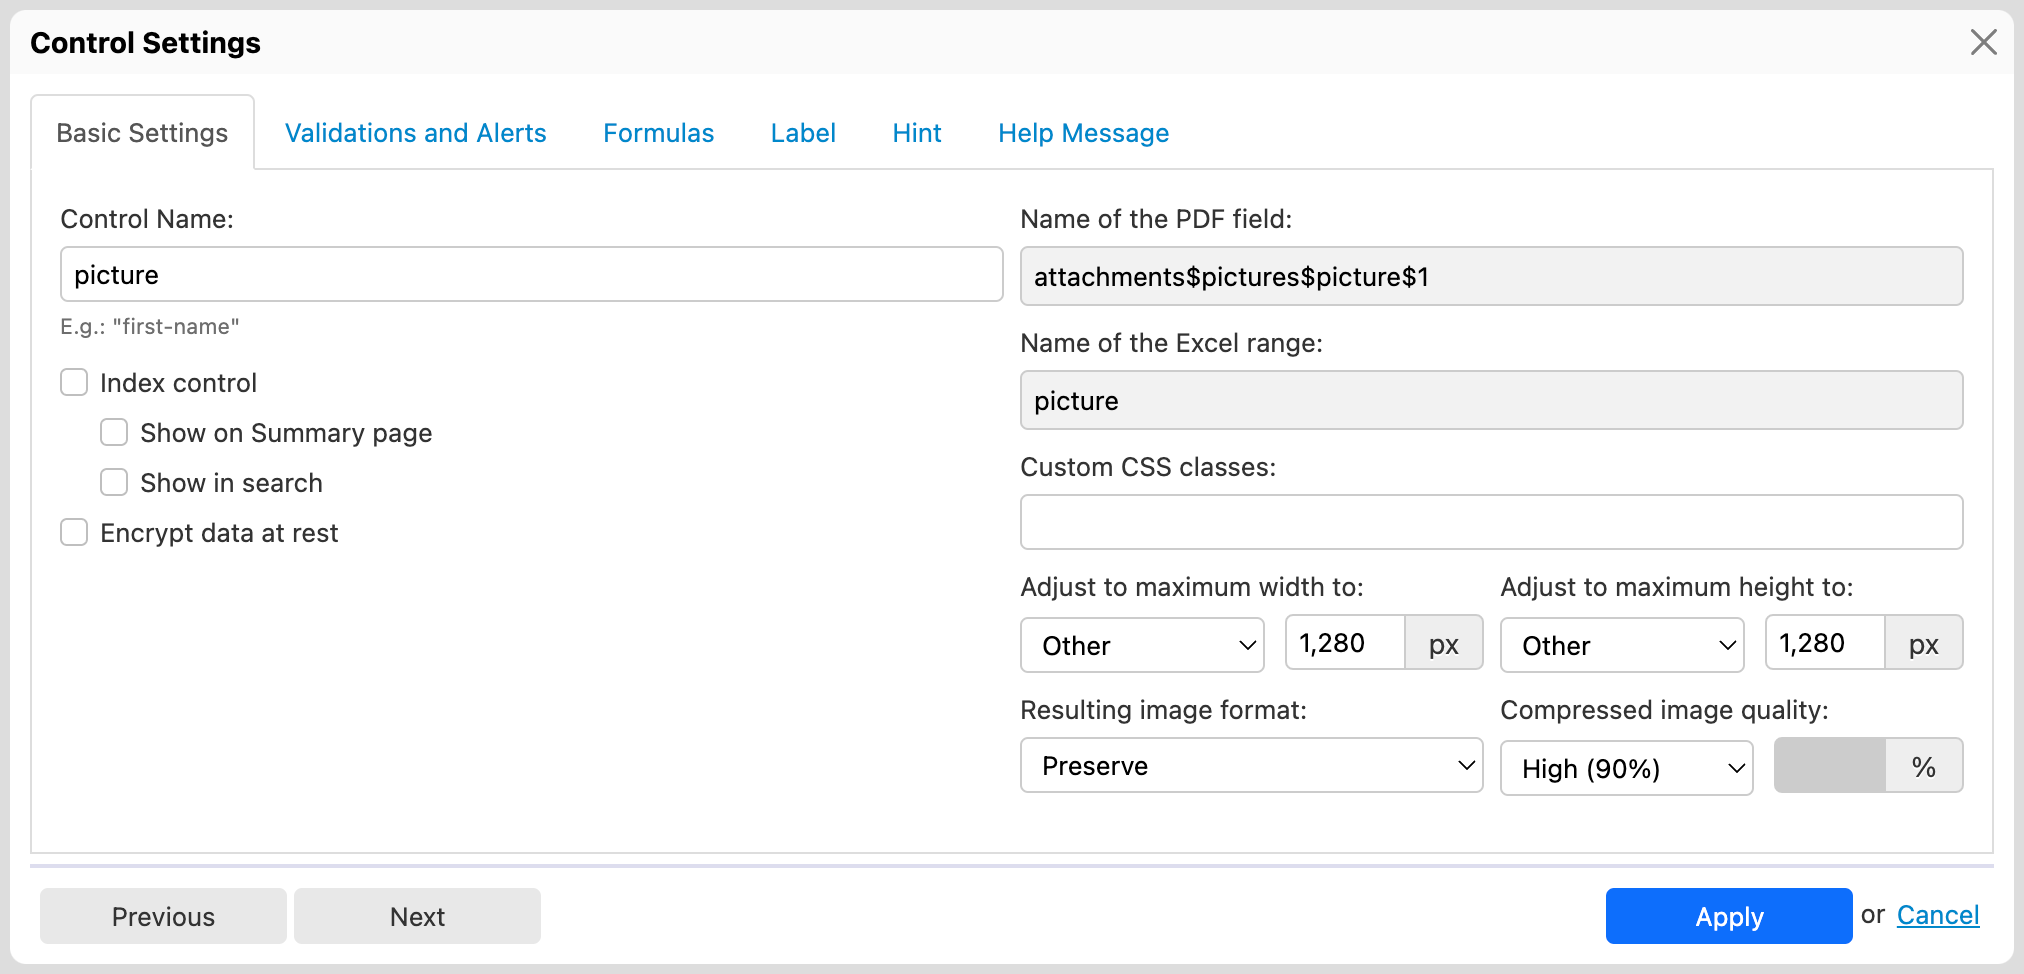 Control Settings
Basic Settings Validations and Alerts Formulas Label Hint Help Message
Control Name:
picture
E.g.: "first-name"
Index control
Show on Summary page
Show in search
Encrypt data at rest
Name of the PDF field:
attachments$pictures$picture$1
Name of the Excel range:
picture
Custom CSS classes:
Adjust to maximum width to: Adjust to maximum height to:
Other 1,280 px Other 1,280 px
Resulting image format: Compressed image quality:
Preserve High (90%) %
Previous Next Apply or Cancel